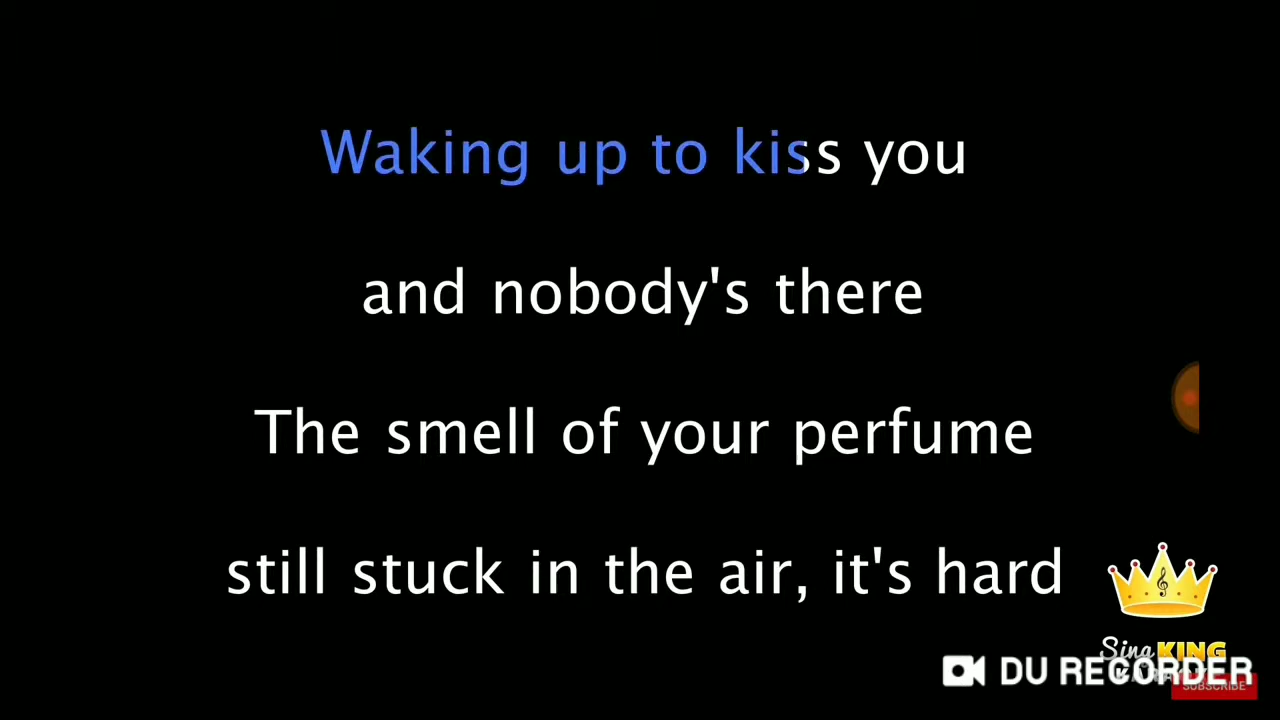 Waking up to kiss you
and nobody's there
The smell of your perfume
still stuck in the air, it's hard
Sing KING
DU RECORDER
SUBSCRIBE